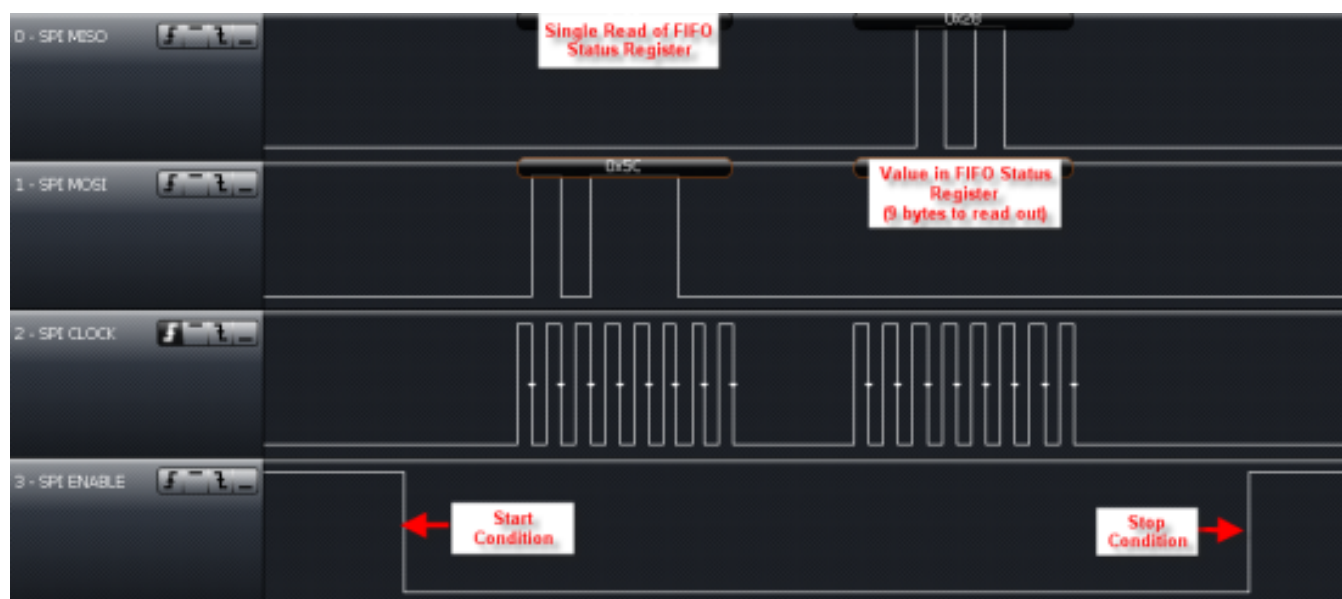 0 - SPI MISO
Single Read of FIFO
Status Register
0x28
1 - SPI MOSI
0x5C
Value in FIFO Status
Register
(9 bytes to read out)
2 - SPI CLOCK
3 - SPI ENABLE
Start
Condition
Stop
Condition